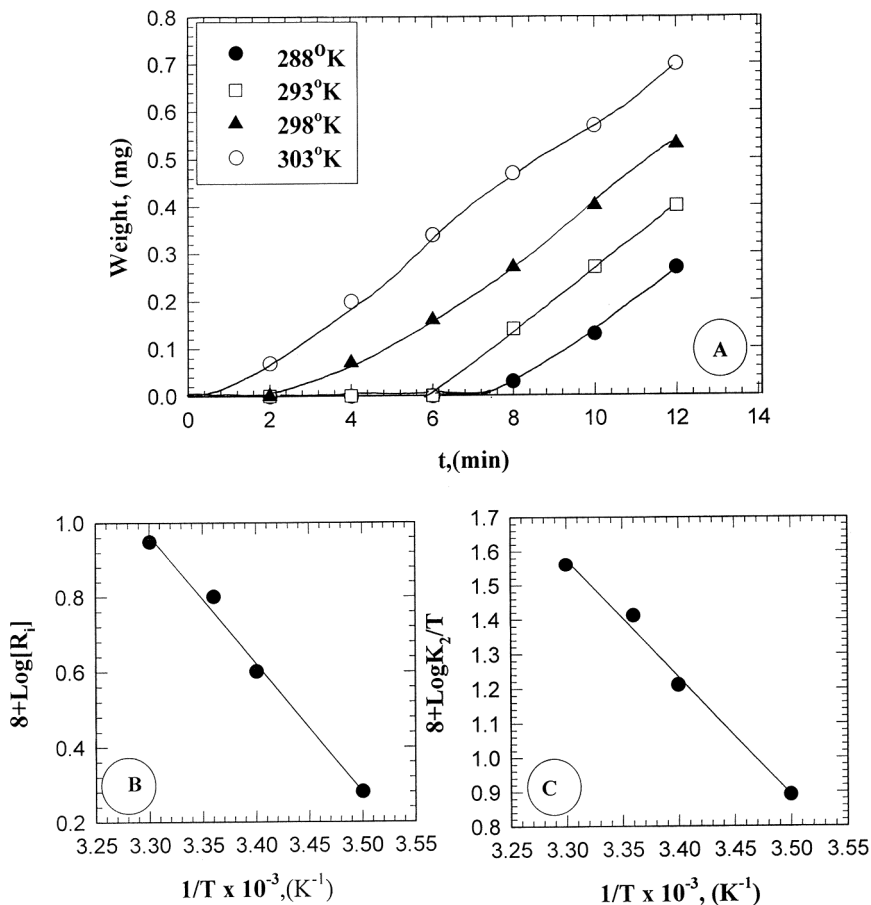 0.8
0.7
0.6
0.5
0.4
0.3
0.2
0.1
0.0
Weight, (mg)
288°K
293°K
298°K
303°K
A
0 2 4 6 8 10 12 14
t,(min)
1.0
0.8
0.6
0.4
0.2
8+Log[Rᵢ]
B
3.25 3.30 3.35 3.40 3.45 3.50 3.55
1/T x 10⁻³,(K⁻¹)
1.7
1.6
1.5
1.4
1.3
1.2
1.1
1.0
0.9
0.8
8+LogK₂/T
C
3.25 3.30 3.35 3.40 3.45 3.50 3.55
1/T x 10⁻³, (K⁻¹)